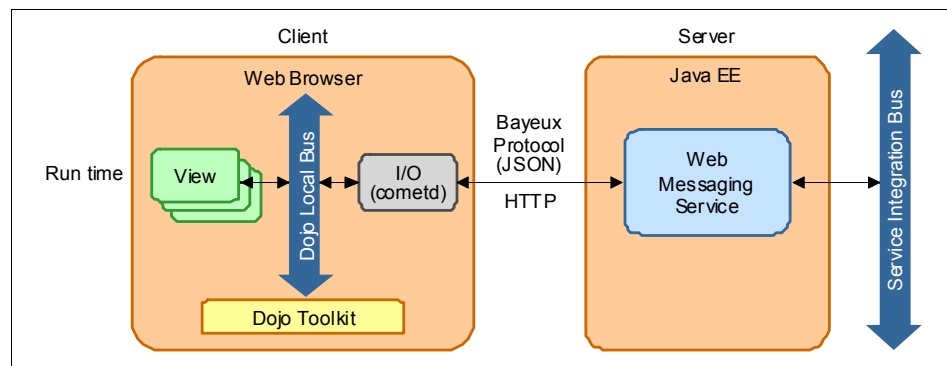 Client
Server
Web Browser
Java EE
Run time
View
Dojo Local Bus
I/O
(cometd)
Bayeux
Protocol
(JSON)
HTTP
Web
Messaging
Service
Service Integration Bus
Dojo Toolkit